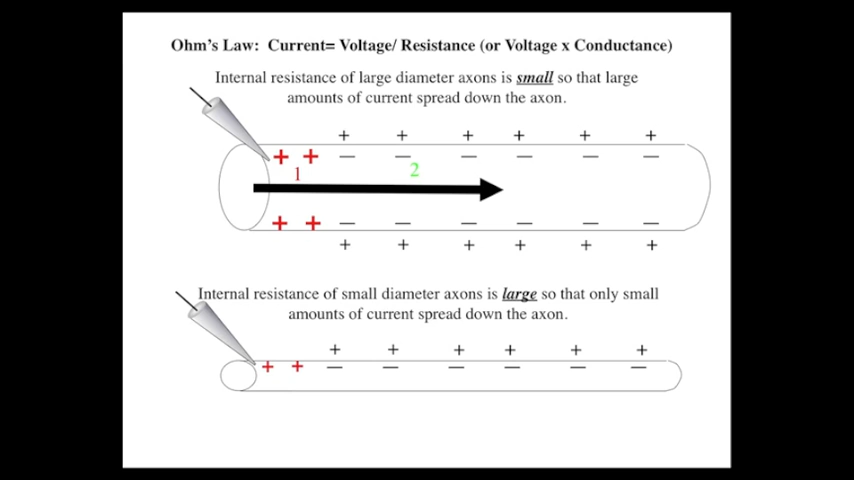 Ohm's Law:  Current= Voltage/ Resistance (or Voltage x Conductance)
Internal resistance of large diameter axons is small so that large
amounts of current spread down the axon.
+ + + + + +
+ + — — — — — —
1 2
+ + — — — — — —
+ + + + + +
Internal resistance of small diameter axons is large so that only small
amounts of current spread down the axon.
+ + + + + +
+ + — — — — — —